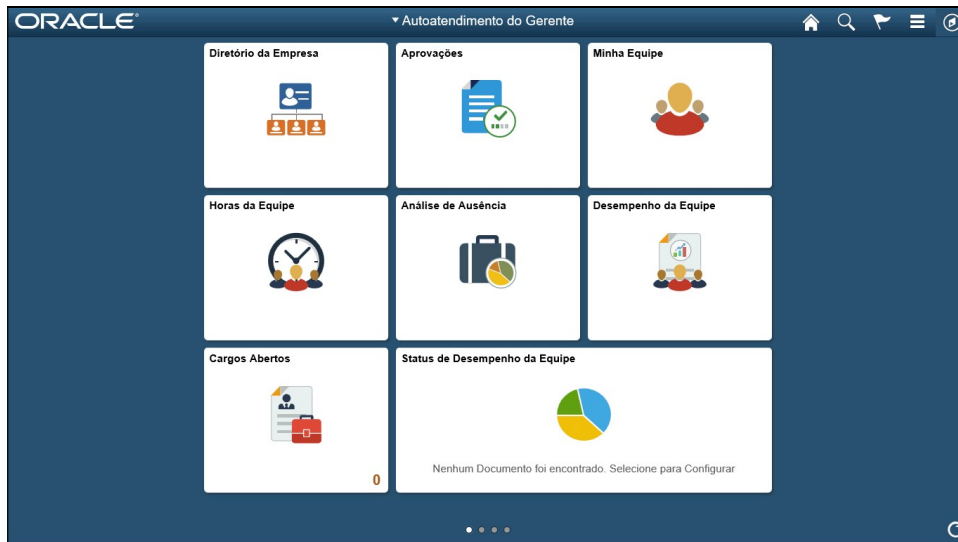 ORACLE®
Autoatendimento do Gerente
Diretório da Empresa
Aprovações
Minha Equipe
Horas da Equipe
Análise de Ausência
Desempenho da Equipe
Cargos Abertos
Status de Desempenho da Equipe
Nenhum Documento foi encontrado. Selecione para Configurar
0